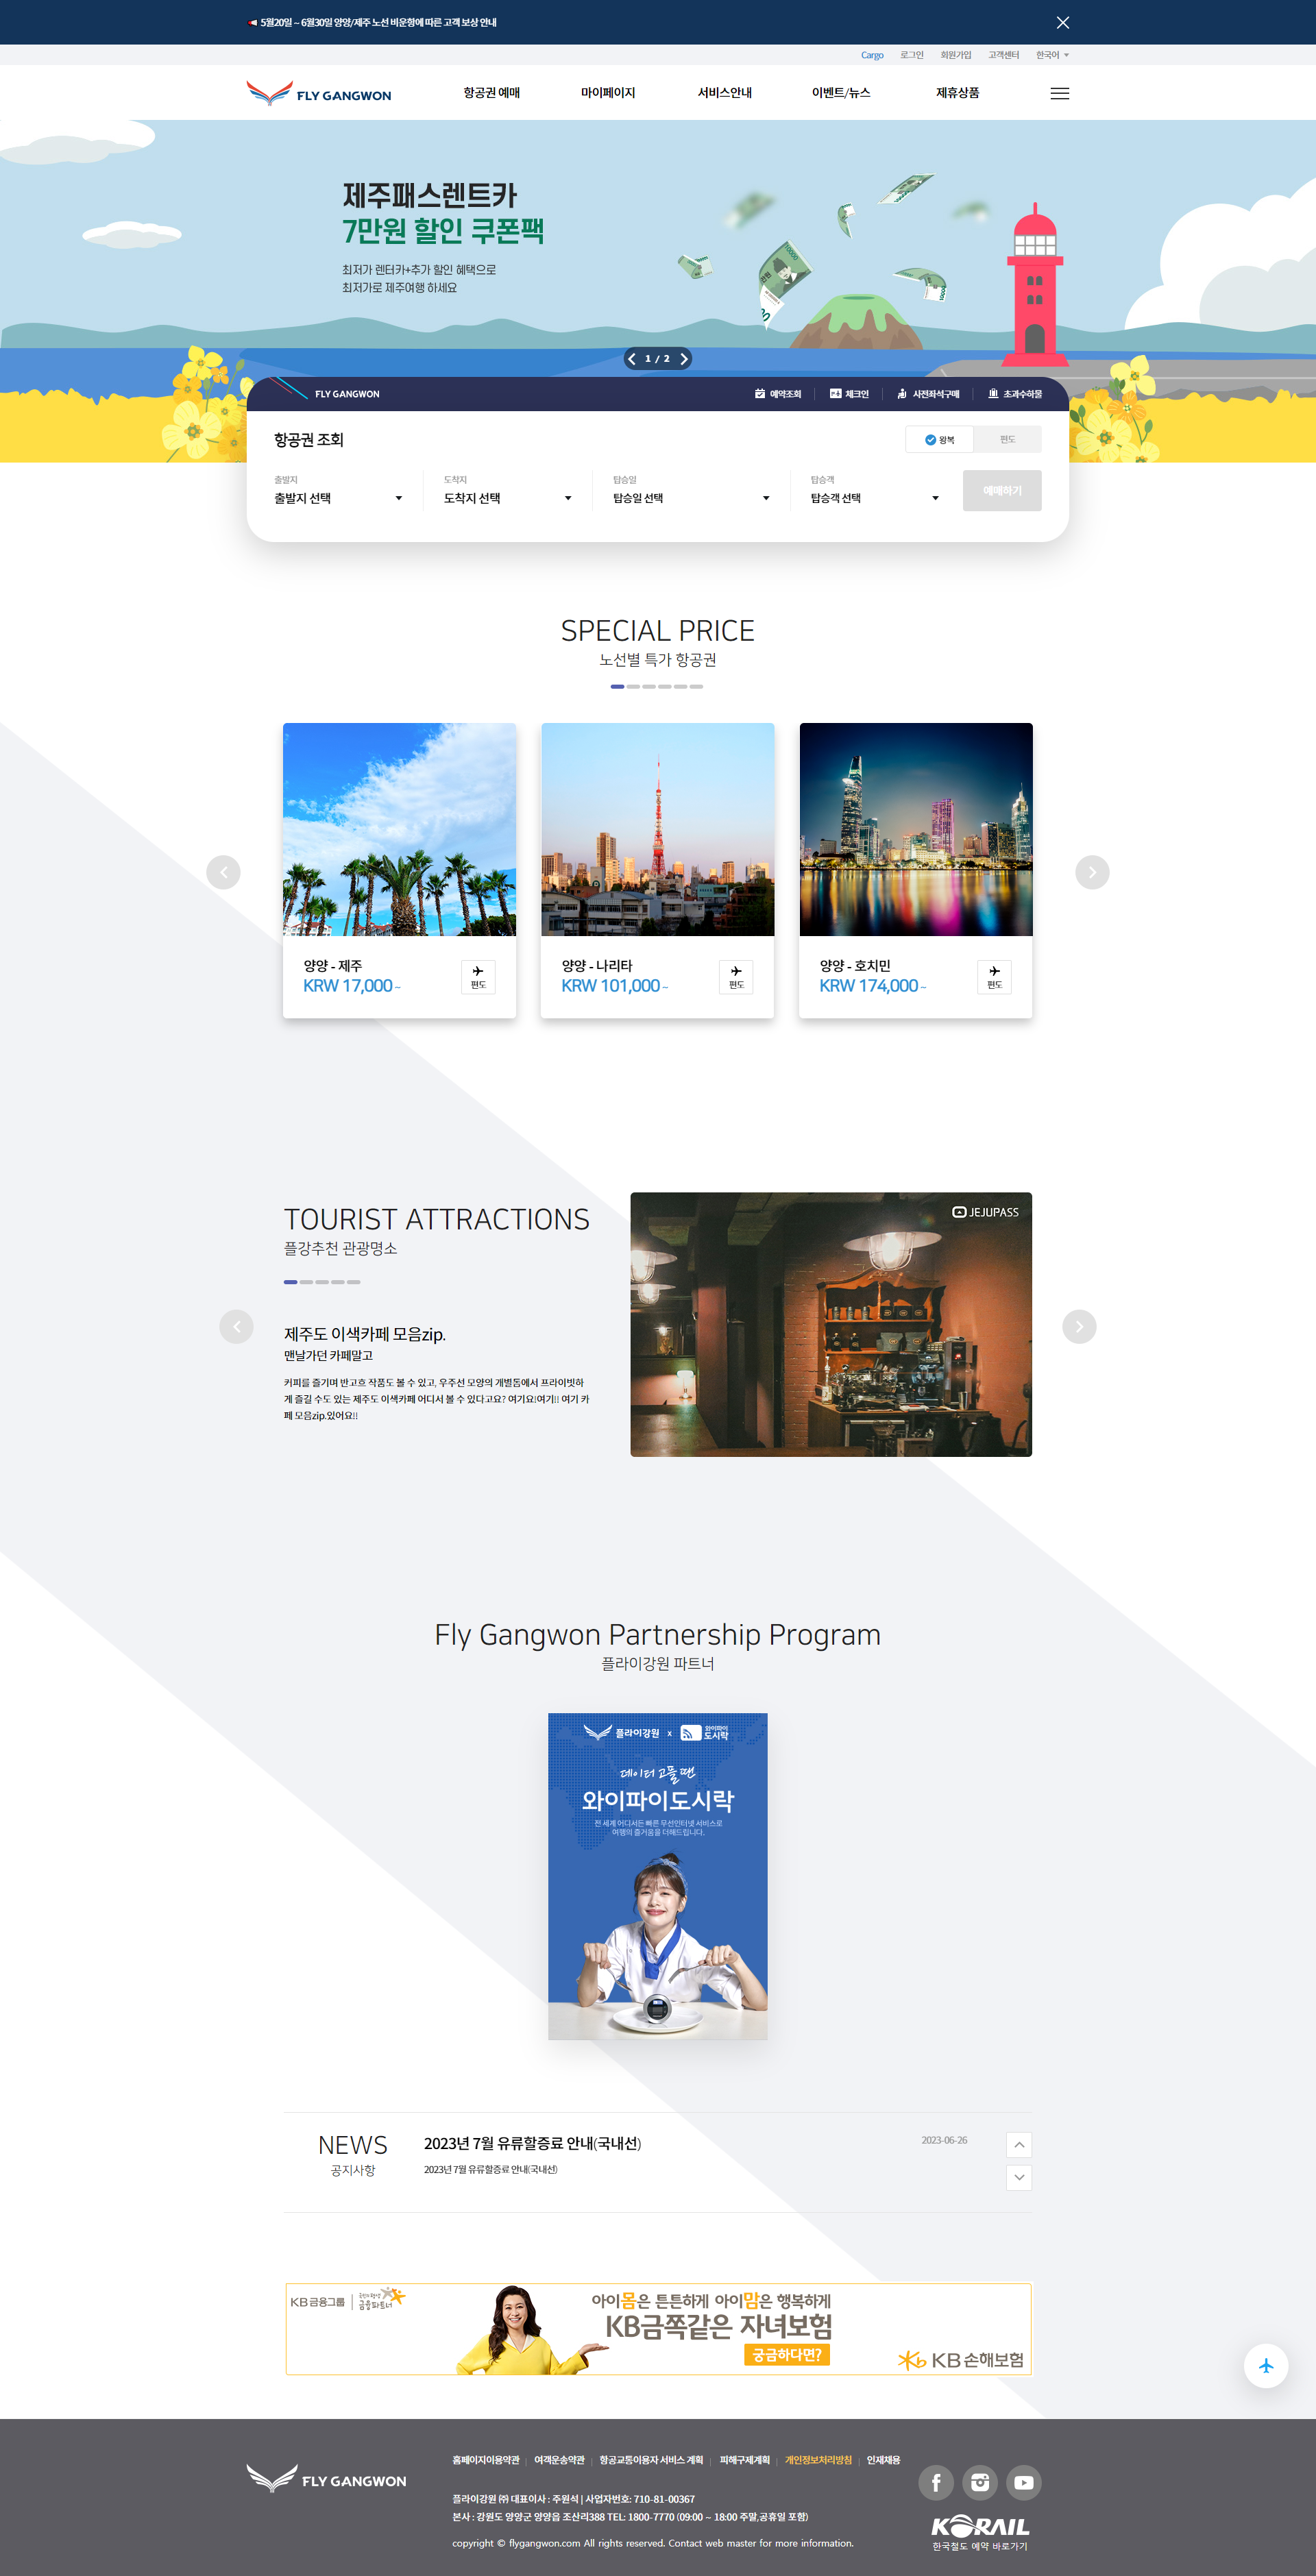 5월20일 ~ 6월30일 양양/제주 노선 비운항에 따른 고객 보상 안내
Cargo 로그인 회원가입 고객센터 한국어
FLY GANGWON 항공권 예매 마이페이지 서비스안내 이벤트/뉴스 제휴상품
제주패스렌트카
7만원 할인 쿠폰팩
최저가 렌터카+추가 할인 혜택으로
최저가로 제주여행 하세요
1 / 2
FLY GANGWON 예약조회 체크인 사전좌석구매 초과수하물
항공권 조회 왕복 편도
출발지 도착지 탑승일 탑승객
출발지 선택 도착지 선택 탑승일 선택 탑승객 선택 예매하기
SPECIAL PRICE
노선별 특가 항공권
양양 - 제주
KRW 17,000~
편도
양양 - 나리타
KRW 101,000~
편도
양양 - 호치민
KRW 174,000~
편도
TOURIST ATTRACTIONS
플강추천 관광명소
제주도 이색카페 모음zip.
맨날가던 카페말고
커피를 즐기며 반고흐 작품도 볼 수 있고, 우주선 모양의 개별돔에서 프라이빗하
게 즐길 수도 있는 제주도 이색카페 어디서 볼 수 있다고요? 여기요!여기!! 여기 카
페 모음zip.있어요!!
JEJUPASS
Fly Gangwon Partnership Program
플라이강원 파트너
플라이강원 x 와이파이 도시락
데이터 고플 땐
와이파이도시락
전 세계 어디서든 빠른 무선인터넷 서비스로
여행의 즐거움을 더해드립니다.
NEWS
공지사항
2023년 7월 유류할증료 안내(국내선)
2023년 7월 유류할증료 안내(국내선)
2023-06-26
KB금융그룹
금융파트너
아이몸은 튼튼하게 아이맘은 행복하게
KB금쪽같은 자녀보험
궁금하다면?
KB손해보험
FLY GANGWON
홈페이지이용약관 여객운송약관 항공교통이용자 서비스 계획 피해구제계획 개인정보처리방침 인재채용
플라이강원 ㈜ 대표이사 : 주원석 | 사업자번호: 710-81-00367
본사 : 강원도 양양군 양양읍 조산리388 TEL: 1800-7770 (09:00 ~ 18:00 주말,공휴일 포함)
copyright © flygangwon.com All rights reserved. Contact web master for more information.
KORAIL
한국철도 예약 바로가기